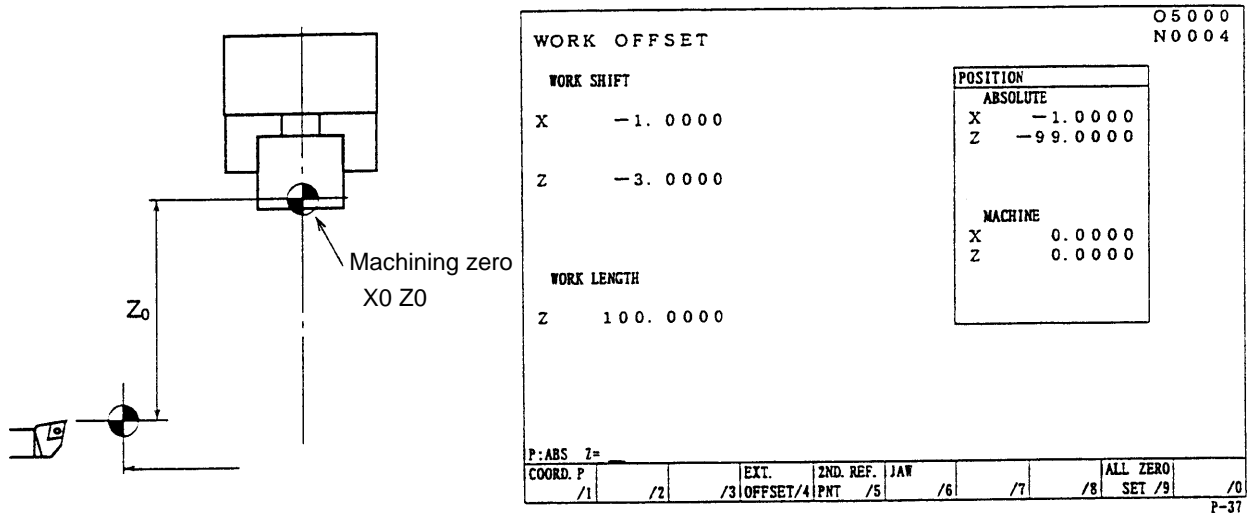 Machining zero
X0 Z0
Z₀
WORK OFFSET
O5000
N0004
WORK SHIFT
X -1.0000
Z -3.0000
WORK LENGTH
Z 100.0000
POSITION
ABSOLUTE
X -1.0000
Z -99.0000
MACHINE
X 0.0000
Z 0.0000
P:ABS Z=_
COORD. P EXT. 2ND. REF. JAW ALL ZERO
/1 /2 /3 OFFSET/4 PNT /5 /6 /7 /8 SET /9 /0
P-37